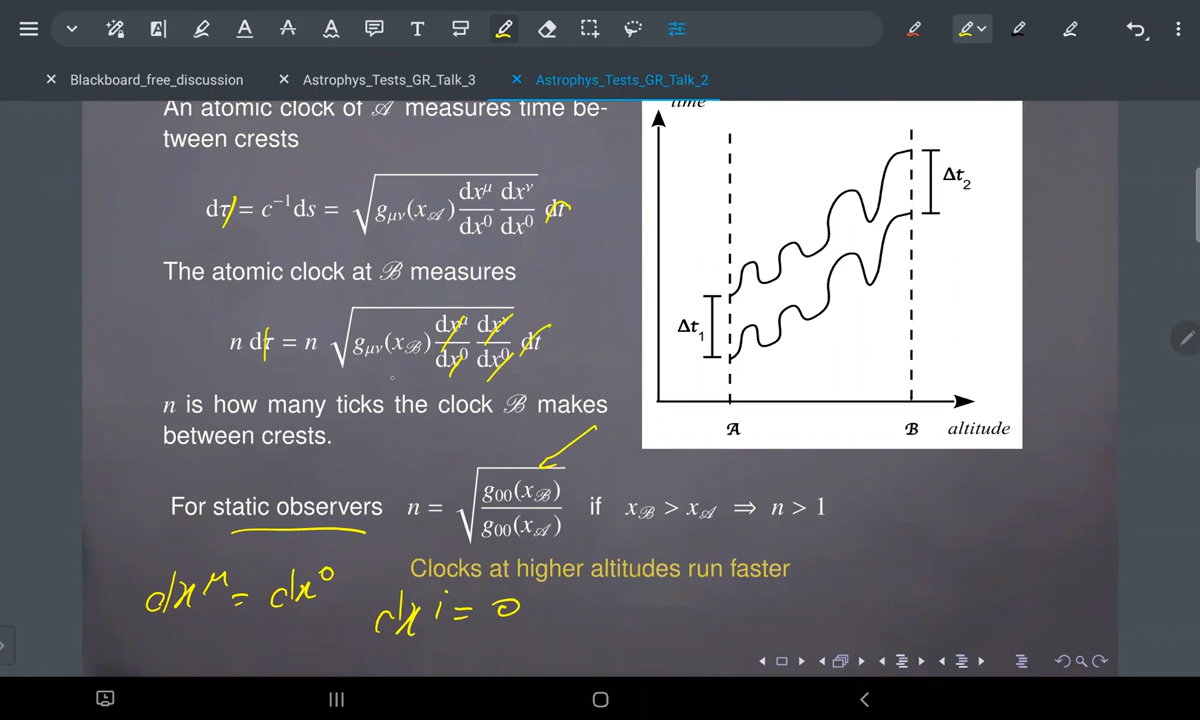 Blackboard_free_discussion
Astrophys_Tests_GR_Talk_3
Astrophys_Tests_GR_Talk_2
An atomic clock of 𝒜 measures time be-
tween crests
dτ = c⁻¹ds = √(g_μν(x_𝒜) dx^μ/dx⁰ dx^ν/dx⁰) dt
The atomic clock at ℬ measures
n dτ = n √(g_μν(x_ℬ) dx^μ/dx⁰ dx^ν/dx⁰) dt
n is how many ticks the clock ℬ makes
between crests.
For static observers n = √(g₀₀(x_ℬ)/g₀₀(x_𝒜)) if x_ℬ > x_𝒜 ⇒ n > 1
Clocks at higher altitudes run faster
dx^μ = dx⁰
dx^i = 0
time
Δt₂
Δt₁
𝒜 ℬ altitude